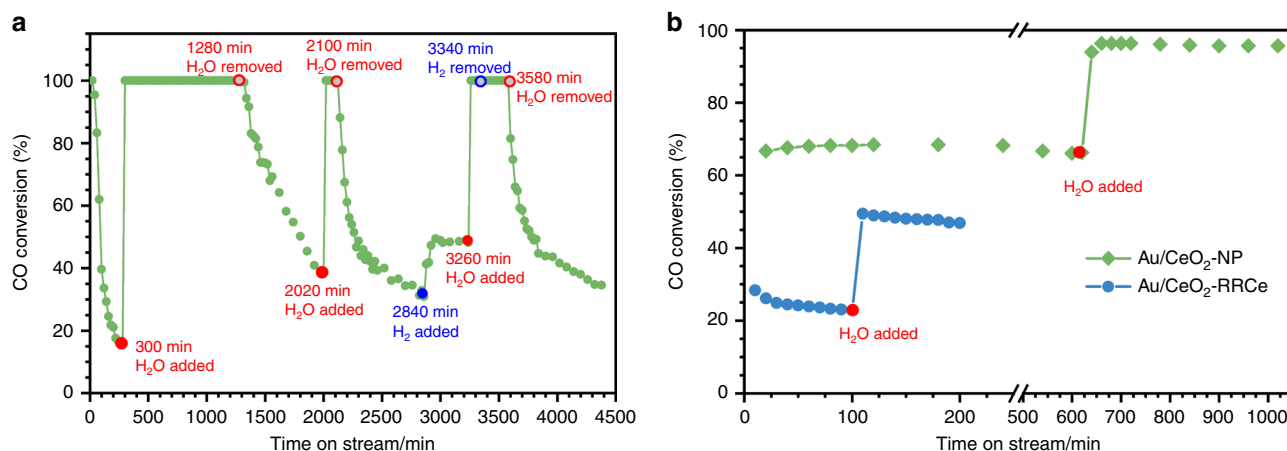 a
1280 min
H₂O removed
2100 min
H₂O removed
3340 min
H₂ removed
3580 min
H₂O removed
300 min
H₂O added
2020 min
H₂O added
2840 min
H₂ added
3260 min
H₂O added
CO conversion (%)
100
80
60
40
20
0
0 500 1000 1500 2000 2500 3000 3500 4000 4500
Time on stream/min
b
CO conversion (%)
100
80
60
40
20
0
H₂O added
H₂O added
Au/CeO₂-NP
Au/CeO₂-RRCe
0 100 200 500 600 700 800 900 1000
Time on stream/min